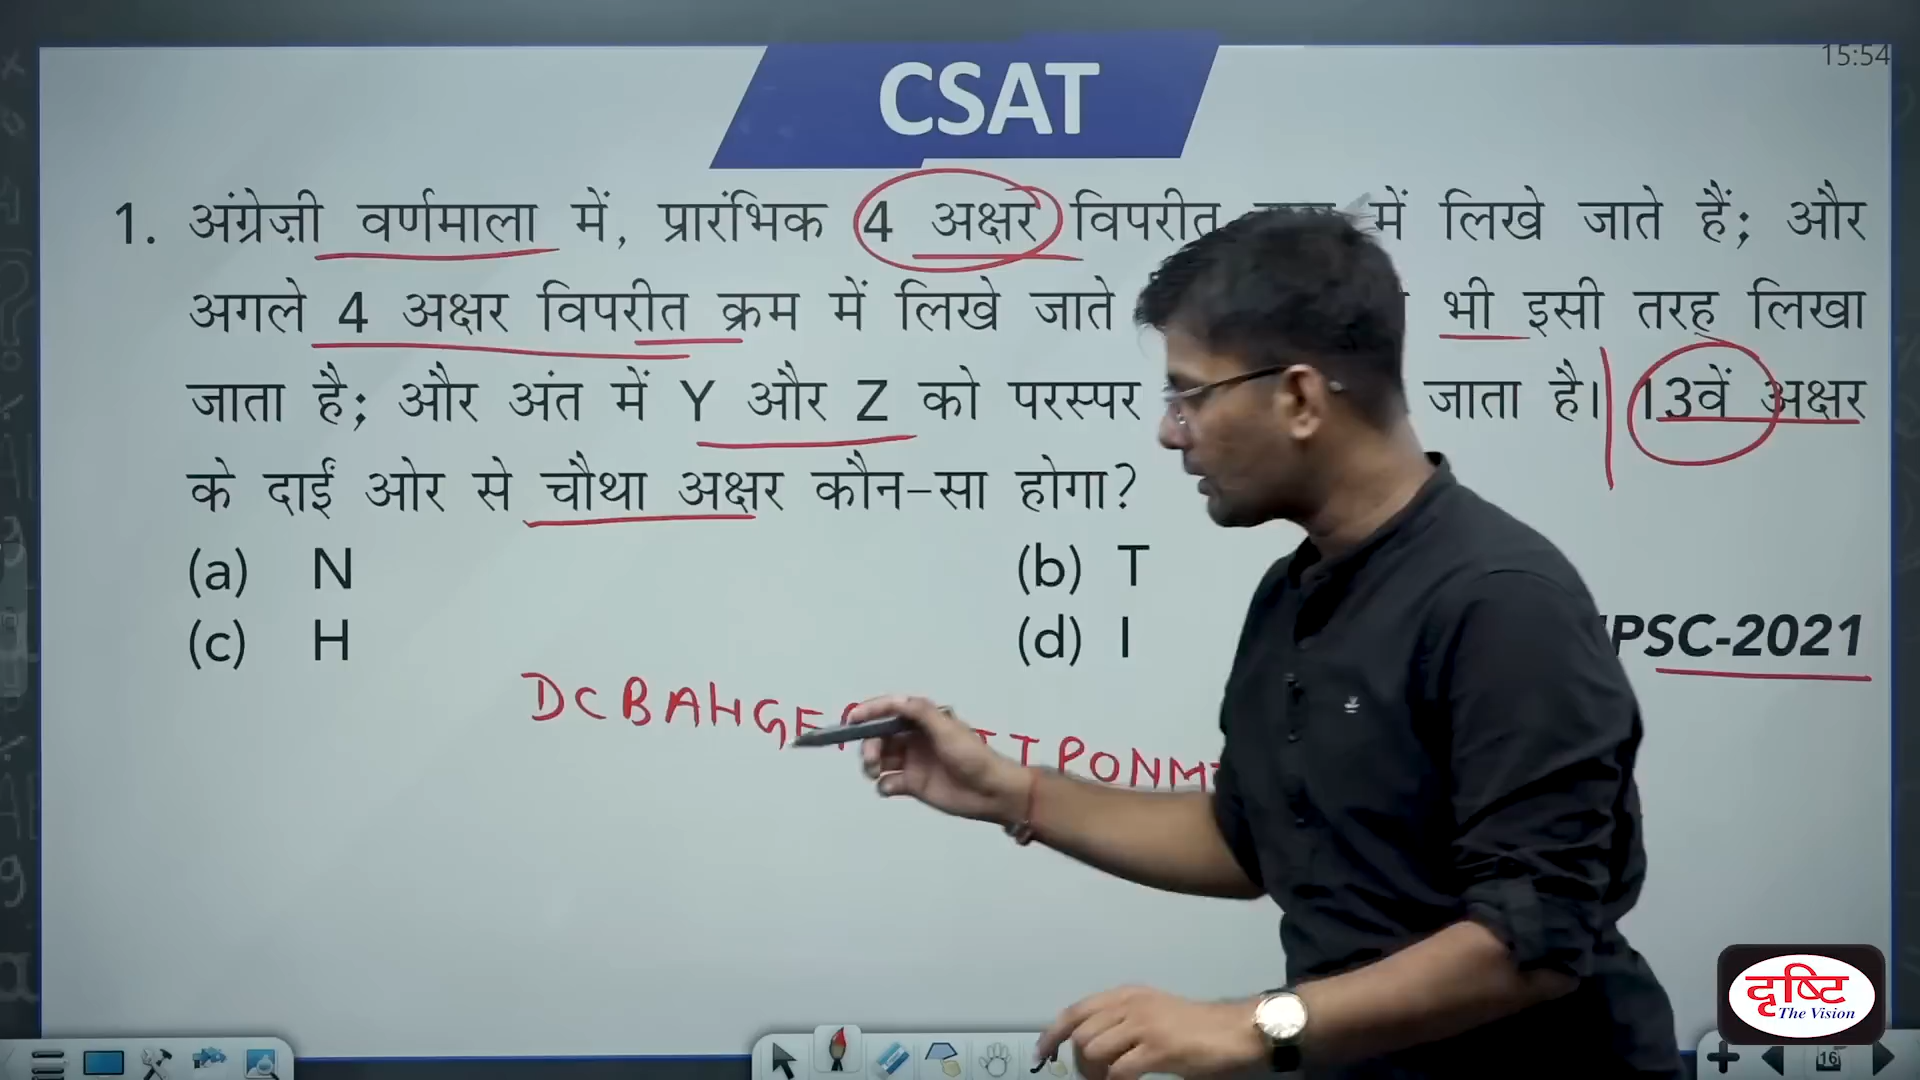 15:54
CSAT
1. अंग्रेज़ी वर्णमाला में, प्रारंभिक 4 अक्षर विपरीत में लिखे जाते हैं; और
अगले 4 अक्षर विपरीत क्रम में लिखे जाते भी इसी तरह लिखा
जाता है; और अंत में Y और Z को परस्पर जाता है। 13वें अक्षर
के दाईं ओर से चौथा अक्षर कौन-सा होगा?
(a) N (b) T
(c) H (d) I
PSC-2021
DCBAHGF PONM
दृष्टि
The Vision
16